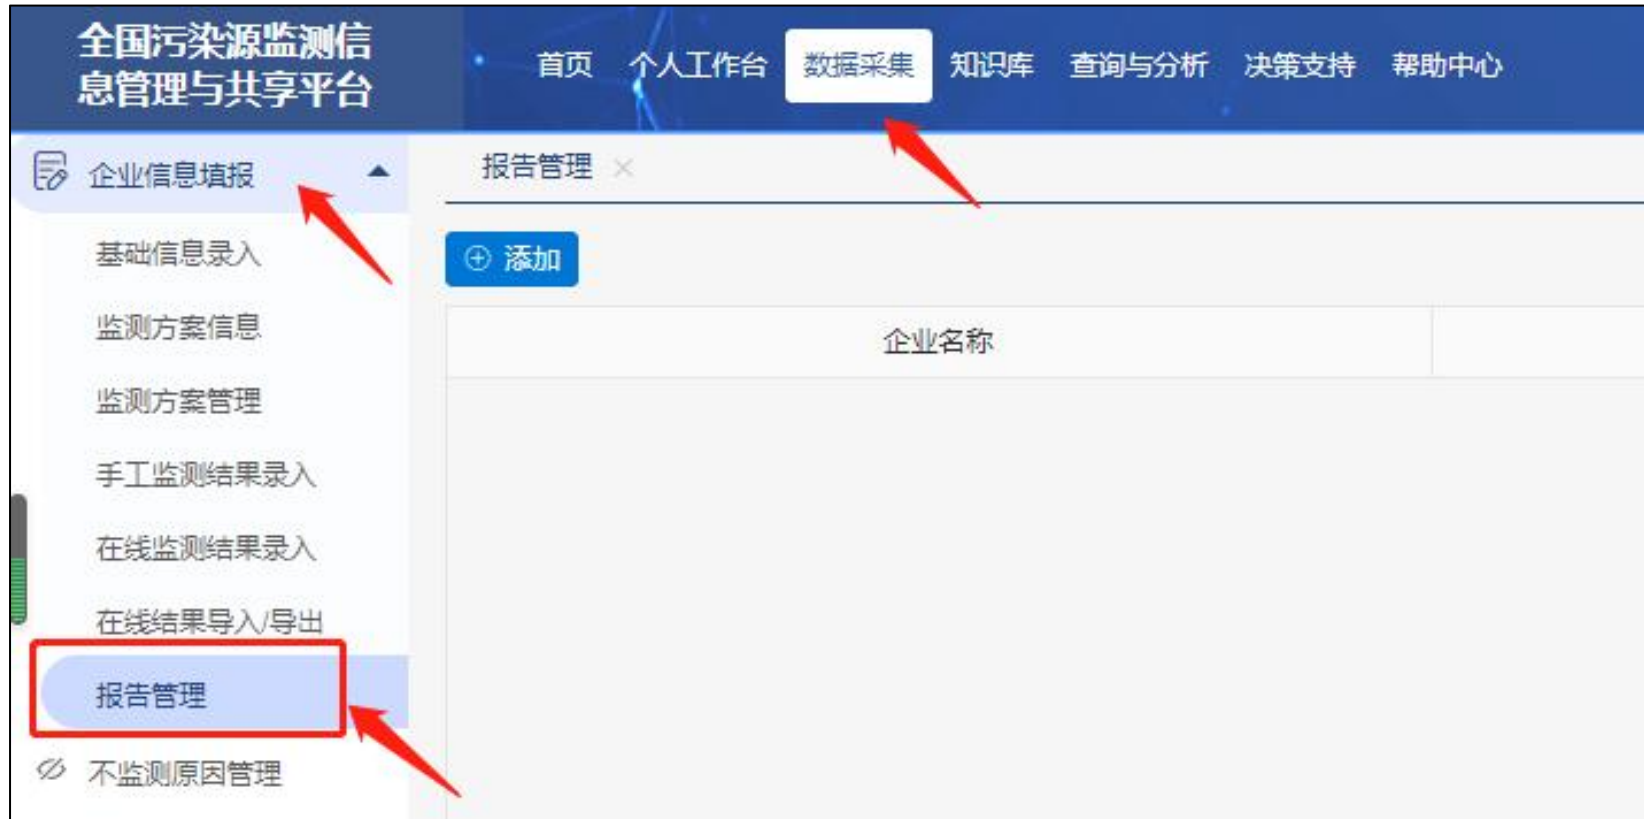 全国污染源监测信
息管理与共享平台
首页 个人工作台 数据采集 知识库 查询与分析 决策支持 帮助中心
企业信息填报
报告管理
基础信息录入
添加
监测方案信息
企业名称
监测方案管理
手工监测结果录入
在线监测结果录入
在线结果导入/导出
报告管理
不监测原因管理